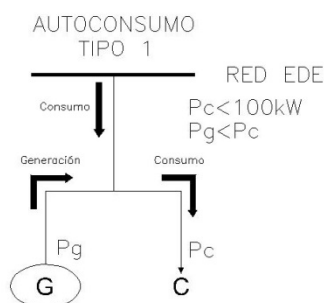 AUTOCONSUMO
TIPO 1
RED EDE
Consumo
Pc<100kW
Pg<Pc
Generación
Consumo
Pg
Pc
G
C